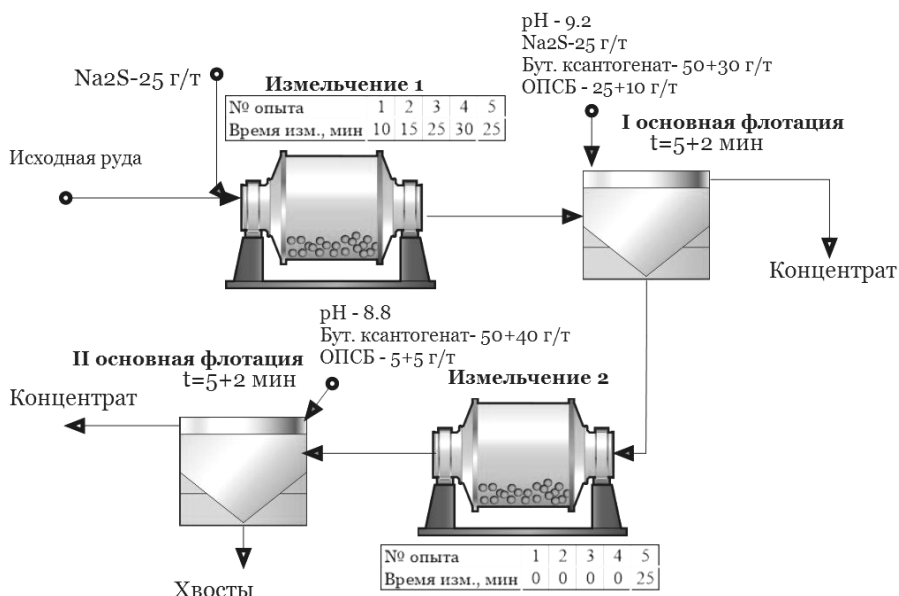 pH - 9.2
Na2S-25 г/т
Бут. ксантогенат- 50+30 г/т
ОПСБ - 25+10 г/т
Na2S-25 г/т
Измельчение 1
№ опыта 1 2 3 4 5
Время изм., мин 10 15 25 30 25
I основная флотация
t=5+2 мин
Исходная руда
Концентрат
pH - 8.8
Бут. ксантогенат- 50+40 г/т
ОПСБ - 5+5 г/т
II основная флотация
t=5+2 мин
Измельчение 2
Концентрат
№ опыта 1 2 3 4 5
Время изм., мин 0 0 0 0 25
Хвосты